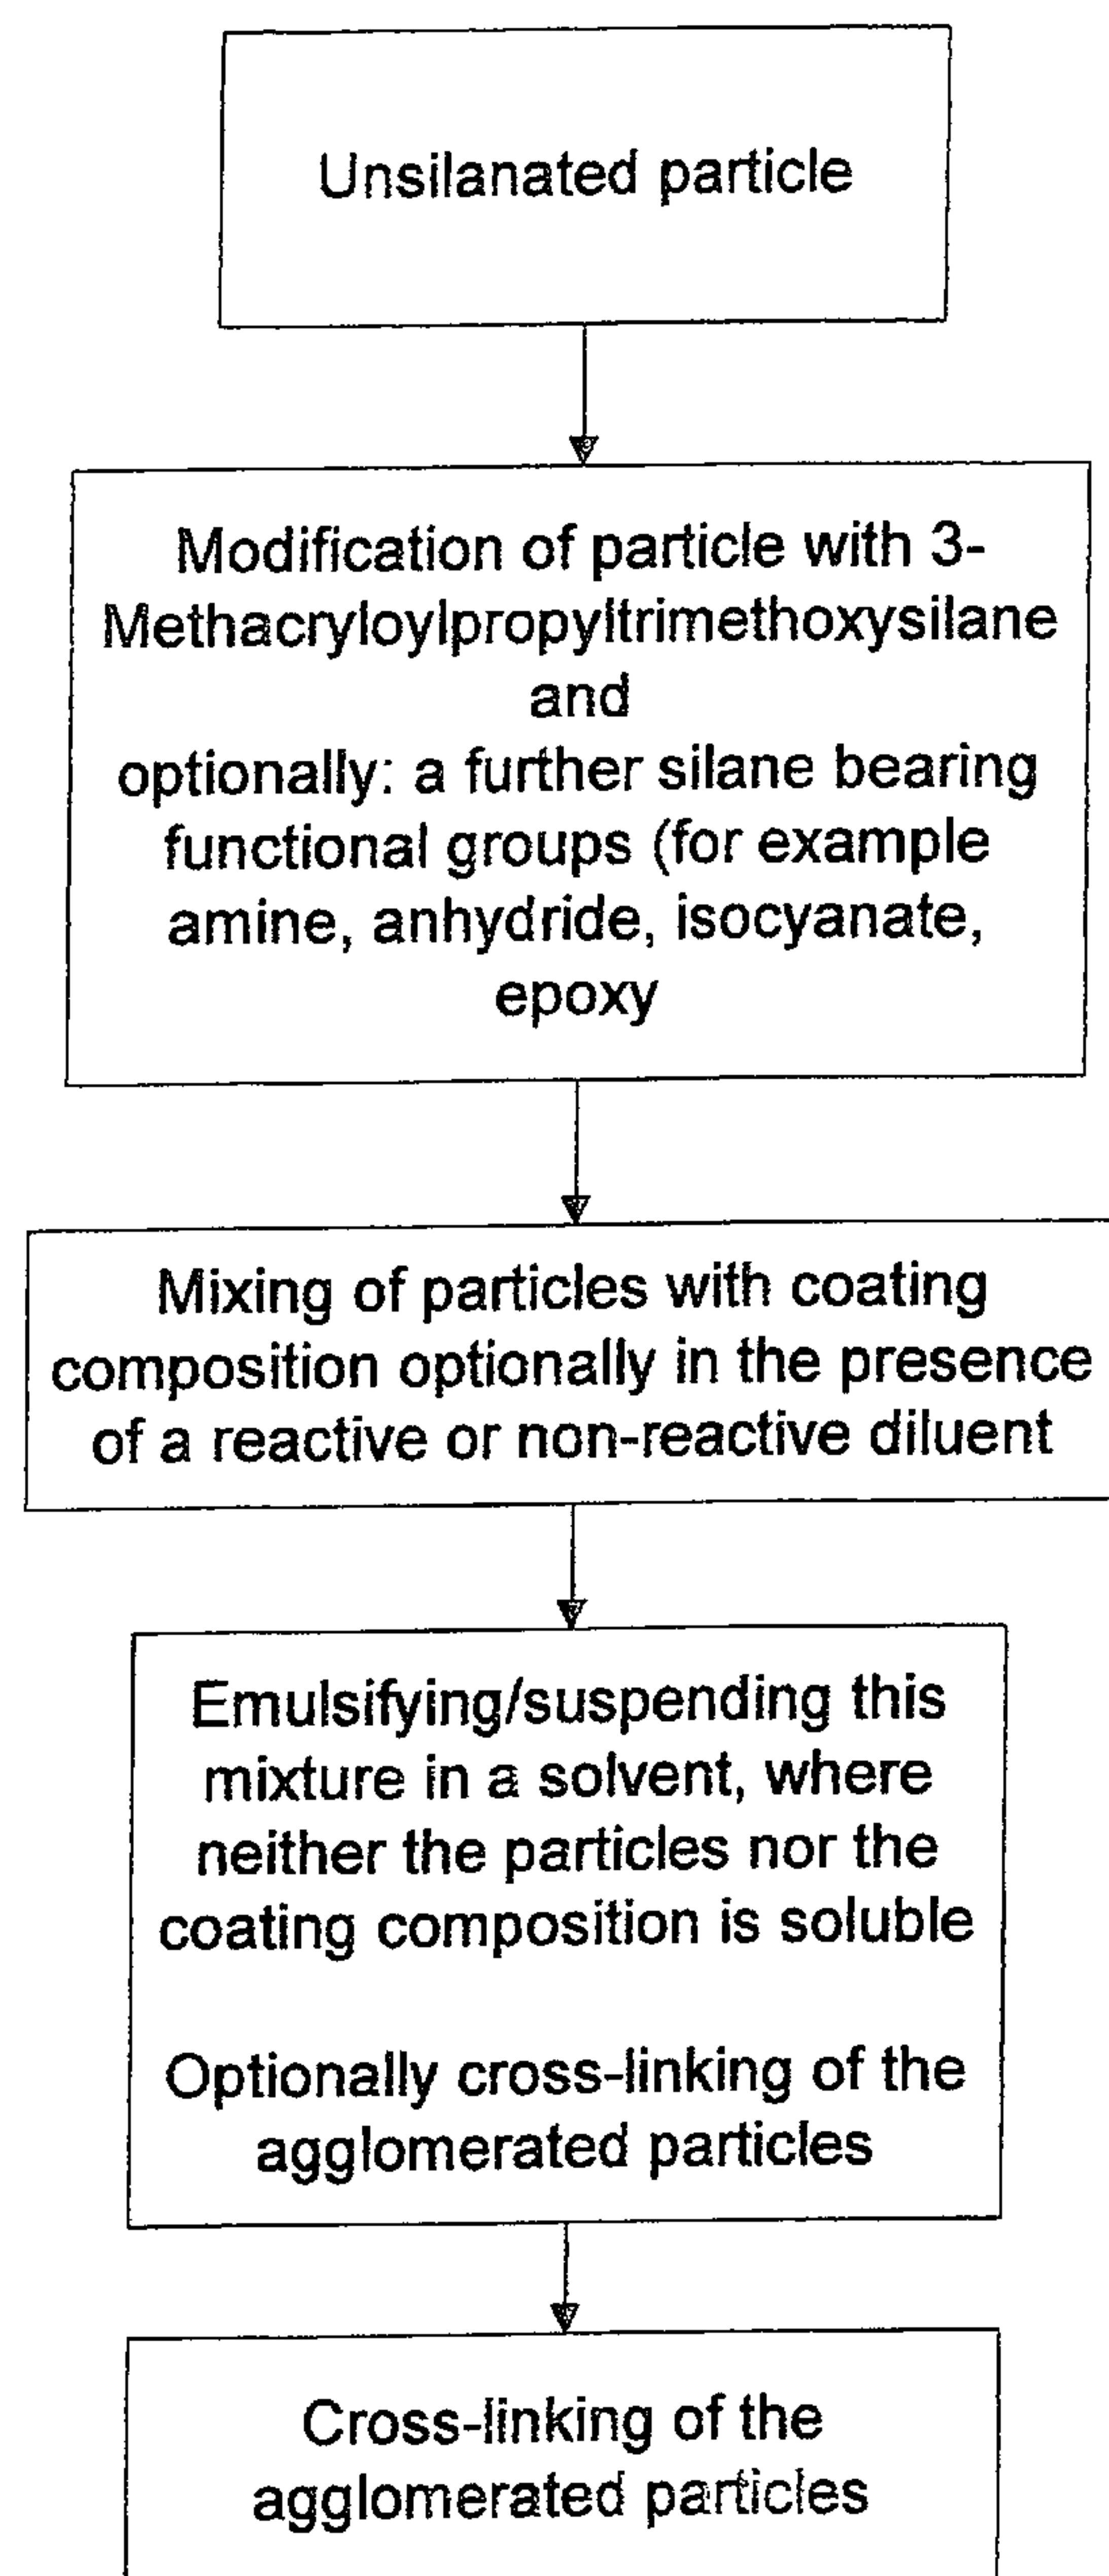 Unsilanated particle
Modification of particle with 3-
Methacryloylpropyltrimethoxysilane
and
optionally: a further silane bearing
functional groups (for example
amine, anhydride, isocyanate,
epoxy
Mixing of particles with coating
composition optionally in the presence
of a reactive or non-reactive diluent
Emulsifying/suspending this
mixture in a solvent, where
neither the particles nor the
coating composition is soluble
Optionally cross-linking of the
agglomerated particles
Cross-linking of the
agglomerated particles